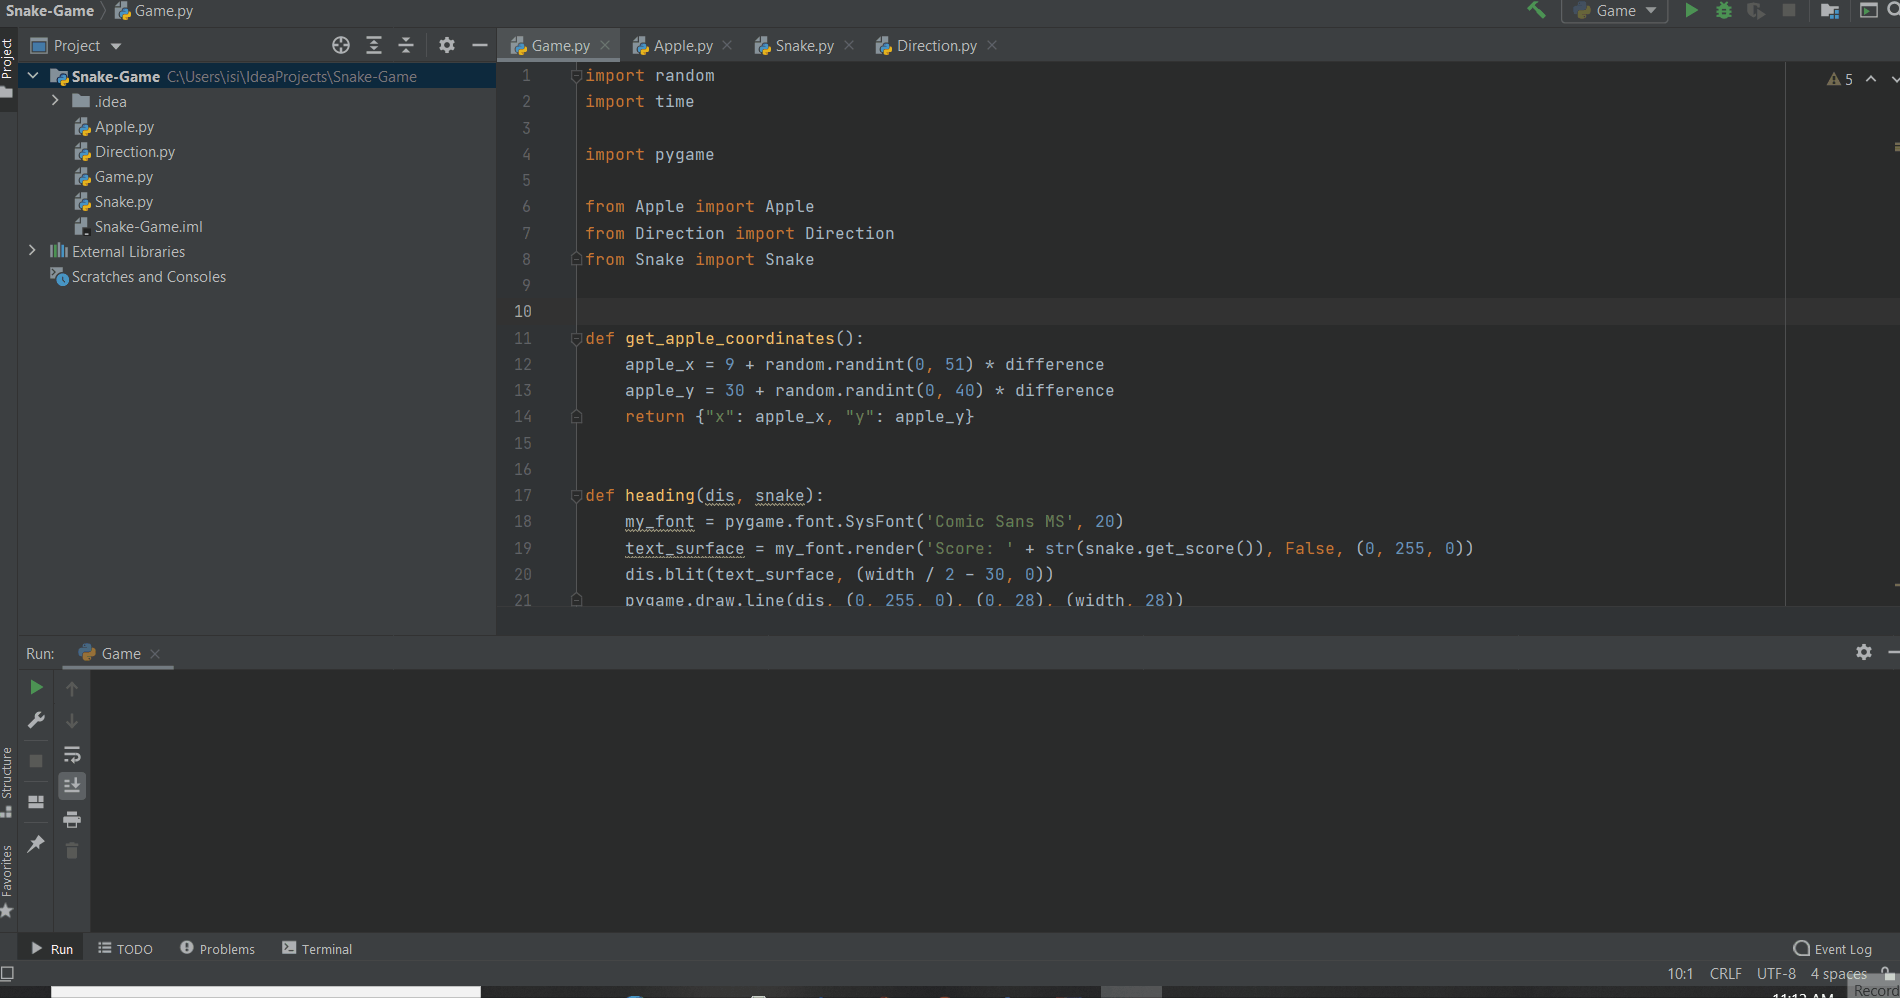 Snake-Game
Game.py
Game
Project
Project
Game.py
Apple.py
Snake.py
Direction.py
Snake-Game C:\Users\isi\IdeaProjects\Snake-Game
.idea
Apple.py
Direction.py
Game.py
Snake.py
Snake-Game.iml
External Libraries
Scratches and Consoles
5
1 import random
2 import time
3
4 import pygame
5
6 from Apple import Apple
7 from Direction import Direction
8 from Snake import Snake
9
10
11 def get_apple_coordinates():
12 apple_x = 9 + random.randint(0, 51) * difference
13 apple_y = 30 + random.randint(0, 40) * difference
14 return {"x": apple_x, "y": apple_y}
15
16
17 def heading(dis, snake):
18 my_font = pygame.font.SysFont('Comic Sans MS', 20)
19 text_surface = my_font.render('Score: ' + str(snake.get_score()), False, (0, 255, 0))
20 dis.blit(text_surface, (width / 2 - 30, 0))
21 pygame.draw.line(dis, (0, 255, 0), (0, 28), (width, 28))
Run:
Game
Structure
Favorites
Run
TODO
Problems
Terminal
Event Log
10:1 CRLF UTF-8 4 spaces
11:12 AM
Record